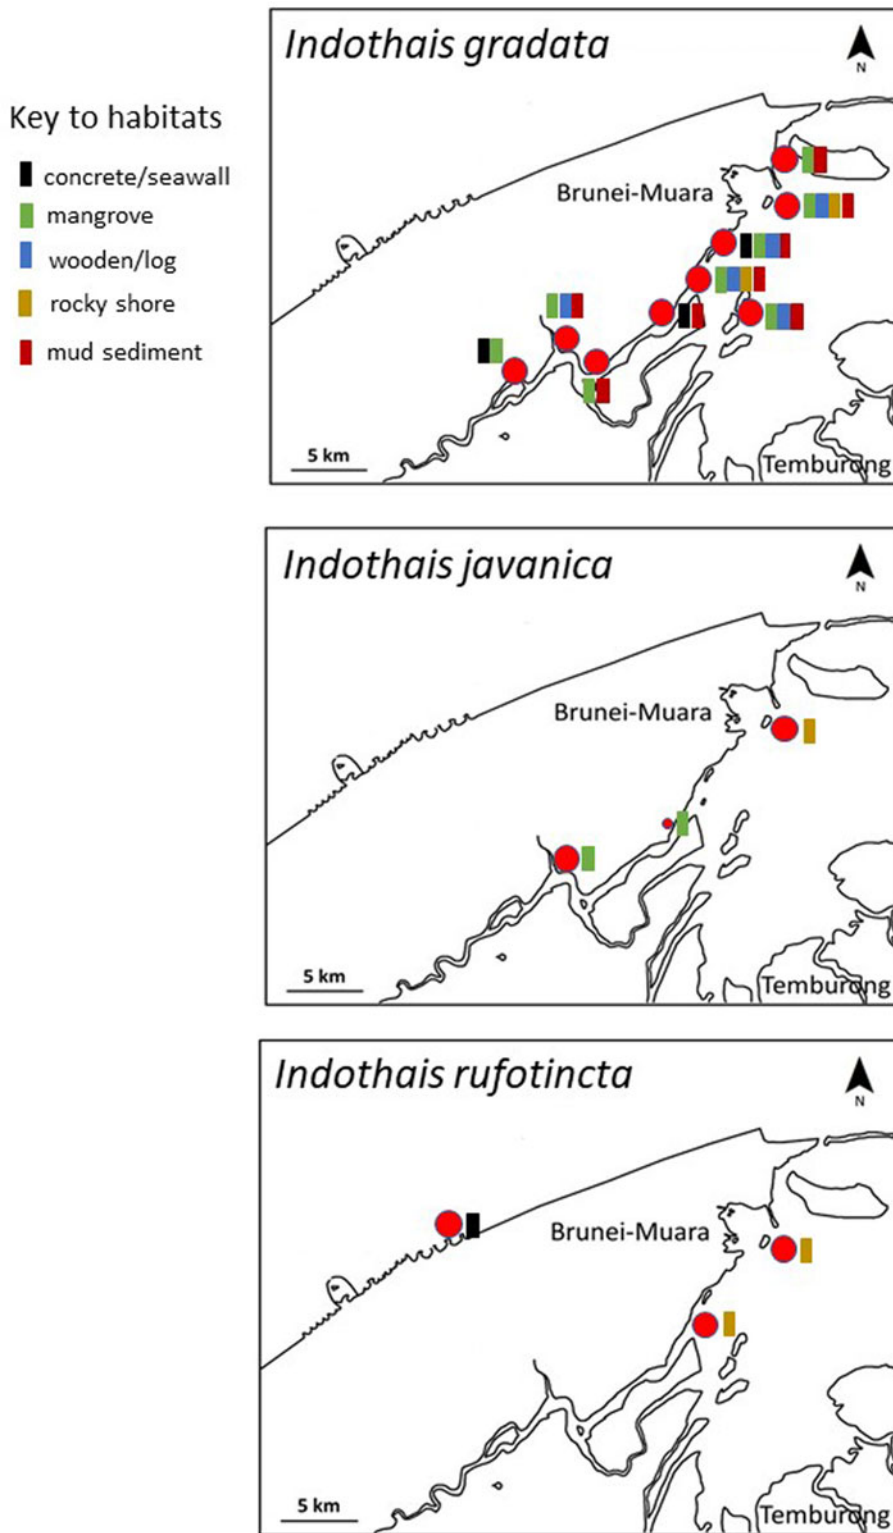 Indothais gradata
N
Key to habitats
concrete/seawall
mangrove
wooden/log
rocky shore
mud sediment
Brunei-Muara
5 km
Temburong
Indothais javanica
N
Brunei-Muara
5 km
Temburong
Indothais rufotincta
N
Brunei-Muara
5 km
Temburong